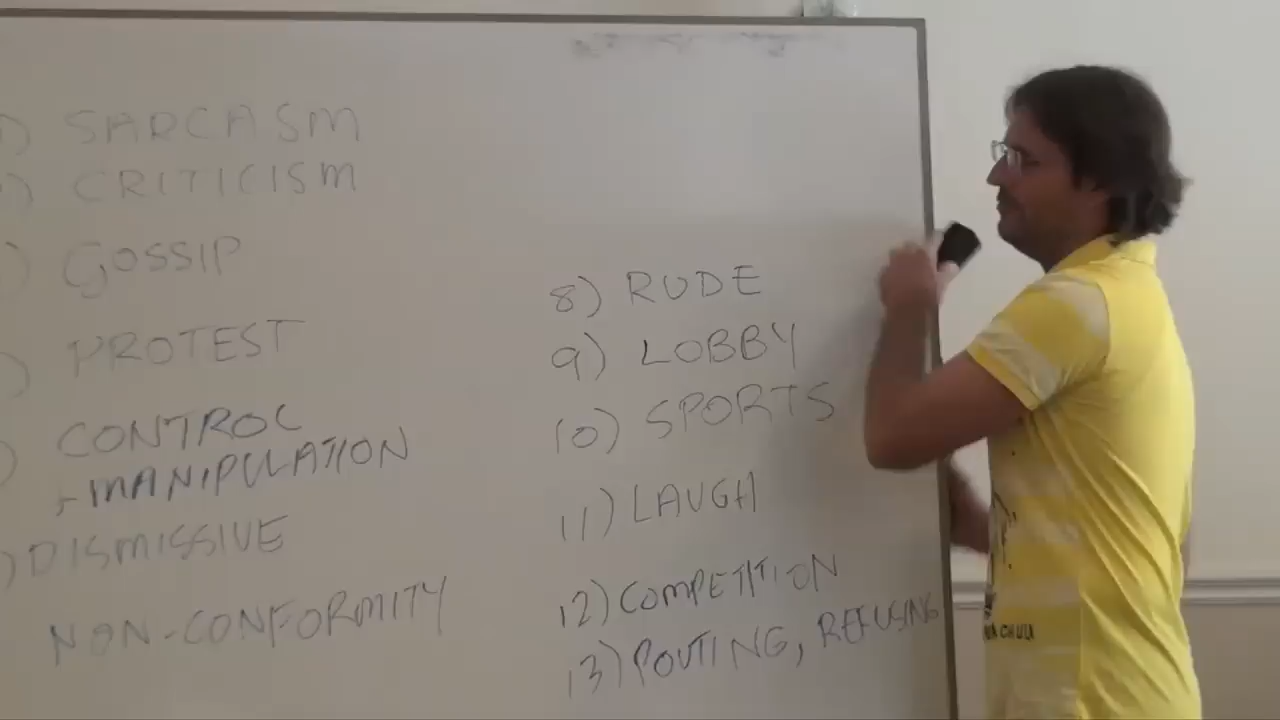 ) SARCASM
) CRITICISM
) GOSSIP
) PROTEST
) CONTROL
+ MANIPULATION
) DISMISSIVE
NON-CONFORMITY
8) RUDE
9) LOBBY
10) SPORTS
11) LAUGH
12) COMPETITION
13) POUTING, REFUSING